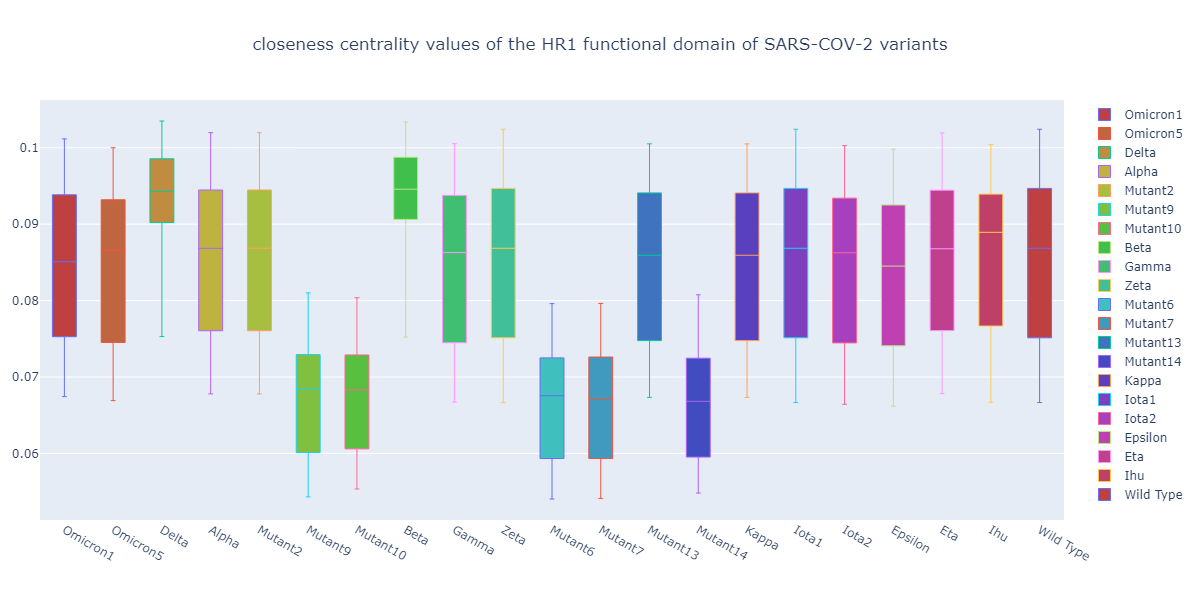 closeness centrality values of the HR1 functional domain of SARS-COV-2 variants
0.1
0.09
0.08
0.07
0.06
Omicron1
Omicron5
Delta
Alpha
Mutant2
Mutant9
Mutant10
Beta
Gamma
Zeta
Mutant6
Mutant7
Mutant13
Mutant14
Kappa
Iota1
Iota2
Epsilon
Eta
Ihu
Wild Type
Omicron1
Omicron5
Delta
Alpha
Mutant2
Mutant9
Mutant10
Beta
Gamma
Zeta
Mutant6
Mutant7
Mutant13
Mutant14
Kappa
Iota1
Iota2
Epsilon
Eta
Ihu
Wild Type